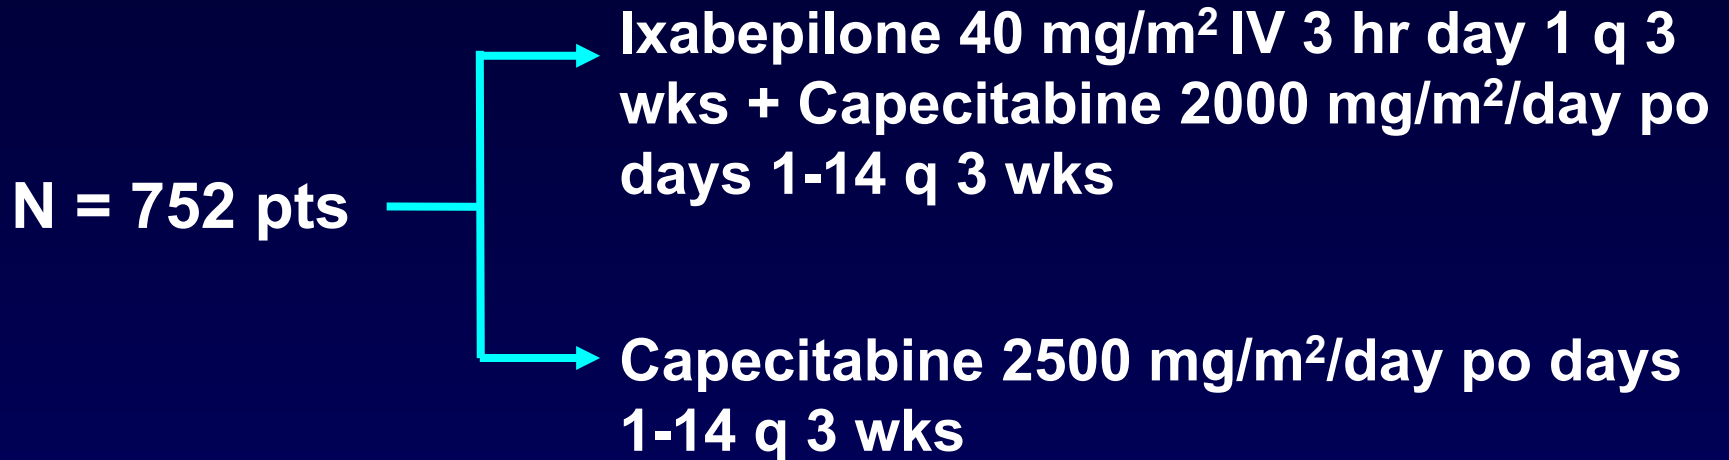 Ixabepilone 40 mg/m² IV 3 hr day 1 q 3
wks + Capecitabine 2000 mg/m²/day po
days 1-14 q 3 wks
N = 752 pts
Capecitabine 2500 mg/m²/day po days
1-14 q 3 wks